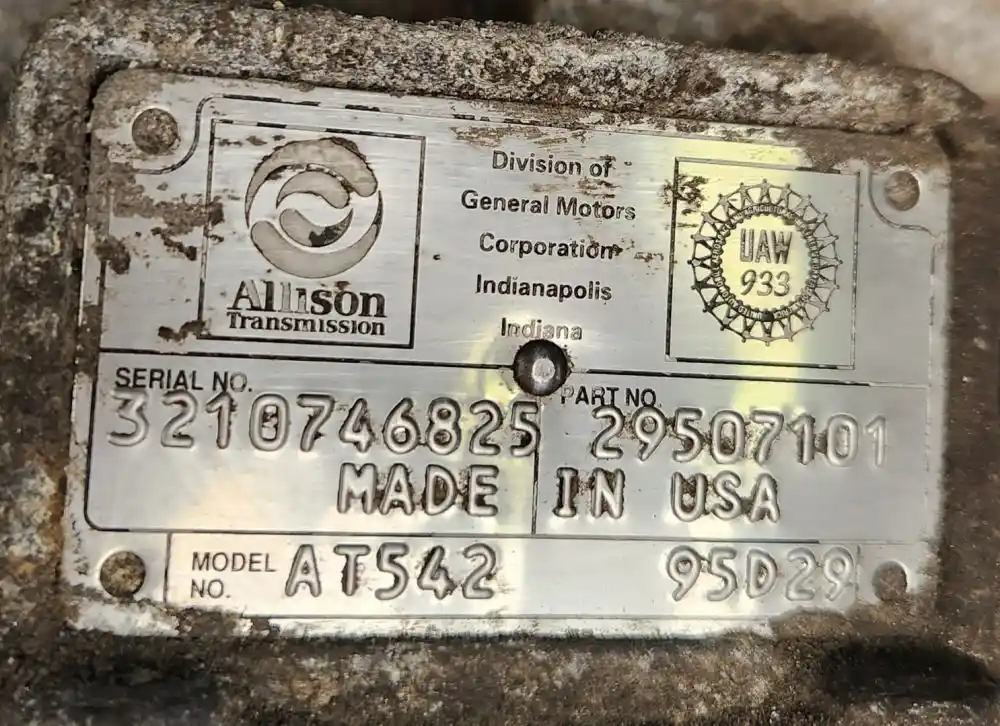 Allison
Transmission
Division of
General Motors
Corporation
Indianapolis
Indiana
UAW
933
SERIAL NO.
3210746825
PART NO.
29507101
MADE IN USA
MODEL NO.
AT542
95D29